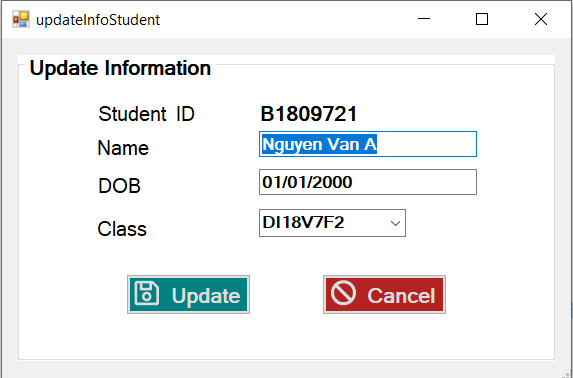 updateInfoStudent
Update Information
Student ID B1809721
Name Nguyen Van A
DOB 01/01/2000
Class DI18V7F2
Update Cancel